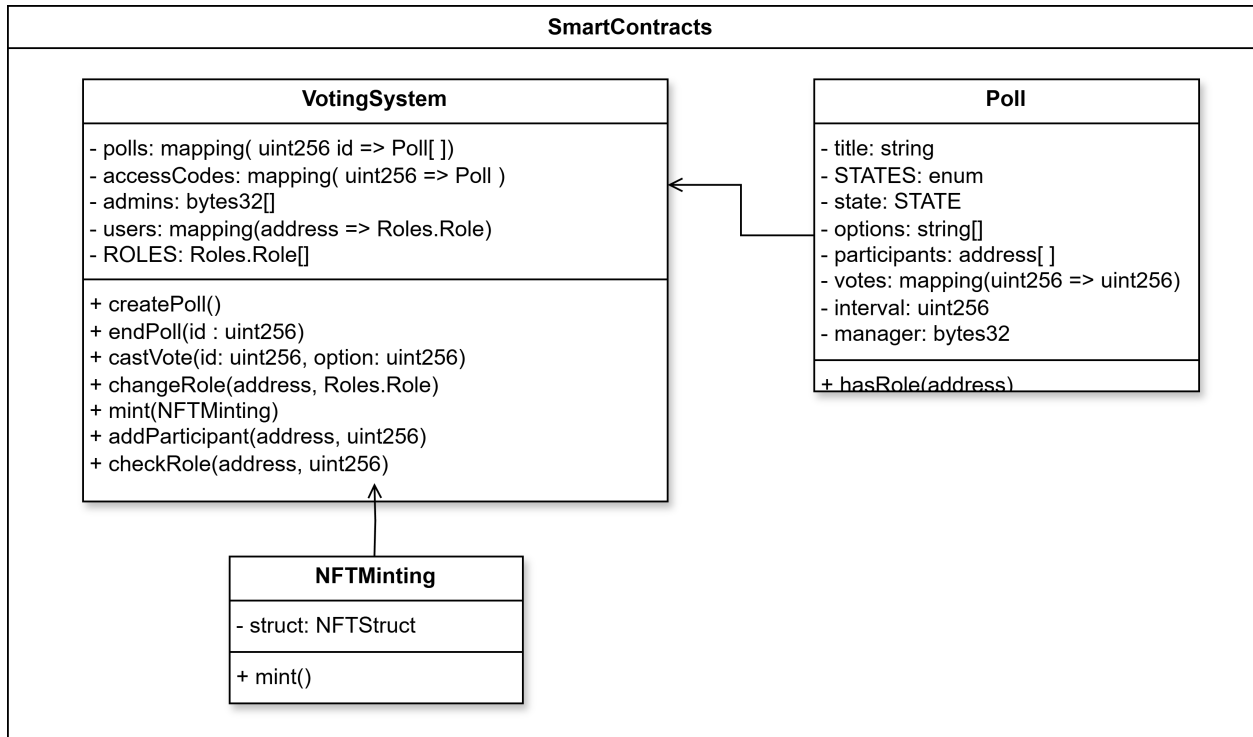 SmartContracts
VotingSystem
- polls: mapping( uint256 id => Poll[ ])
- accessCodes: mapping( uint256 => Poll )
- admins: bytes32[]
- users: mapping(address => Roles.Role)
- ROLES: Roles.Role[]
+ createPoll()
+ endPoll(id : uint256)
+ castVote(id: uint256, option: uint256)
+ changeRole(address, Roles.Role)
+ mint(NFTMinting)
+ addParticipant(address, uint256)
+ checkRole(address, uint256)
Poll
- title: string
- STATES: enum
- state: STATE
- options: string[]
- participants: address[ ]
- votes: mapping(uint256 => uint256)
- interval: uint256
- manager: bytes32
+ hasRole(address)
NFTMinting
- struct: NFTStruct
+ mint()